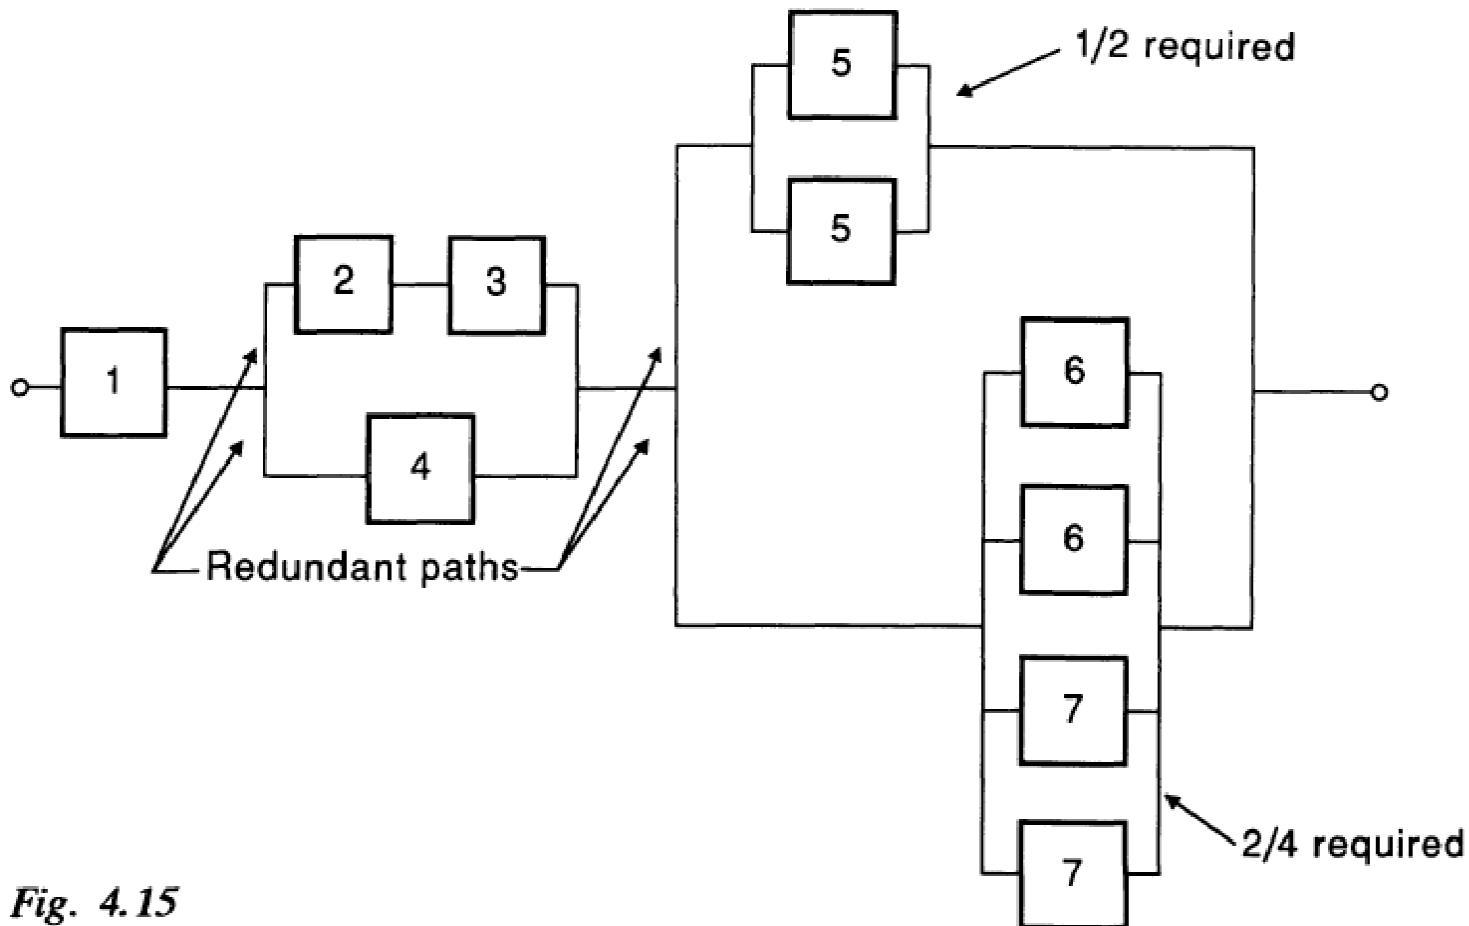 5
1/2 required
5
2
3
1
6
4
6
Redundant paths
7
2/4 required
7
Fig. 4.15